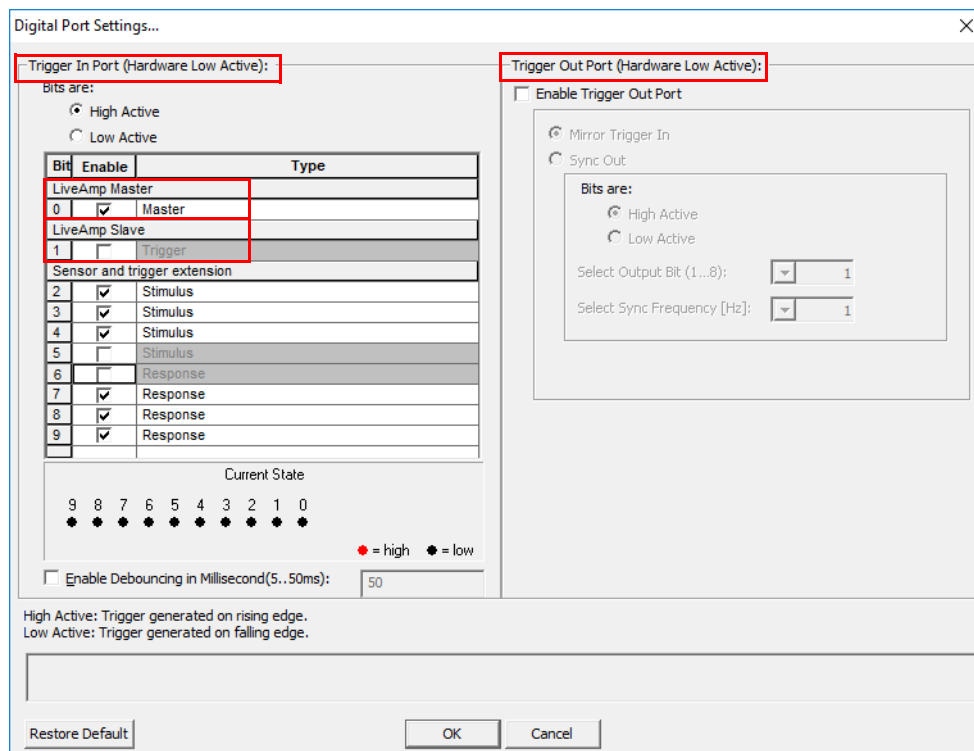 Digital Port Settings...
Trigger In Port (Hardware Low Active):
Bits are:
High Active
Low Active
Bit Enable Type
LiveAmp Master
0 Master
LiveAmp Slave
1 Trigger
Sensor and trigger extension
2 Stimulus
3 Stimulus
4 Stimulus
5 Stimulus
6 Response
7 Response
8 Response
9 Response
Current State
9 8 7 6 5 4 3 2 1 0
= high = low
Enable Debouncing in Millisecond(5..50ms): 50
Trigger Out Port (Hardware Low Active):
Enable Trigger Out Port
Mirror Trigger In
Sync Out
Bits are:
High Active
Low Active
Select Output Bit (1...8): 1
Select Sync Frequency [Hz]: 1
High Active: Trigger generated on rising edge.
Low Active: Trigger generated on falling edge.
Restore Default OK Cancel